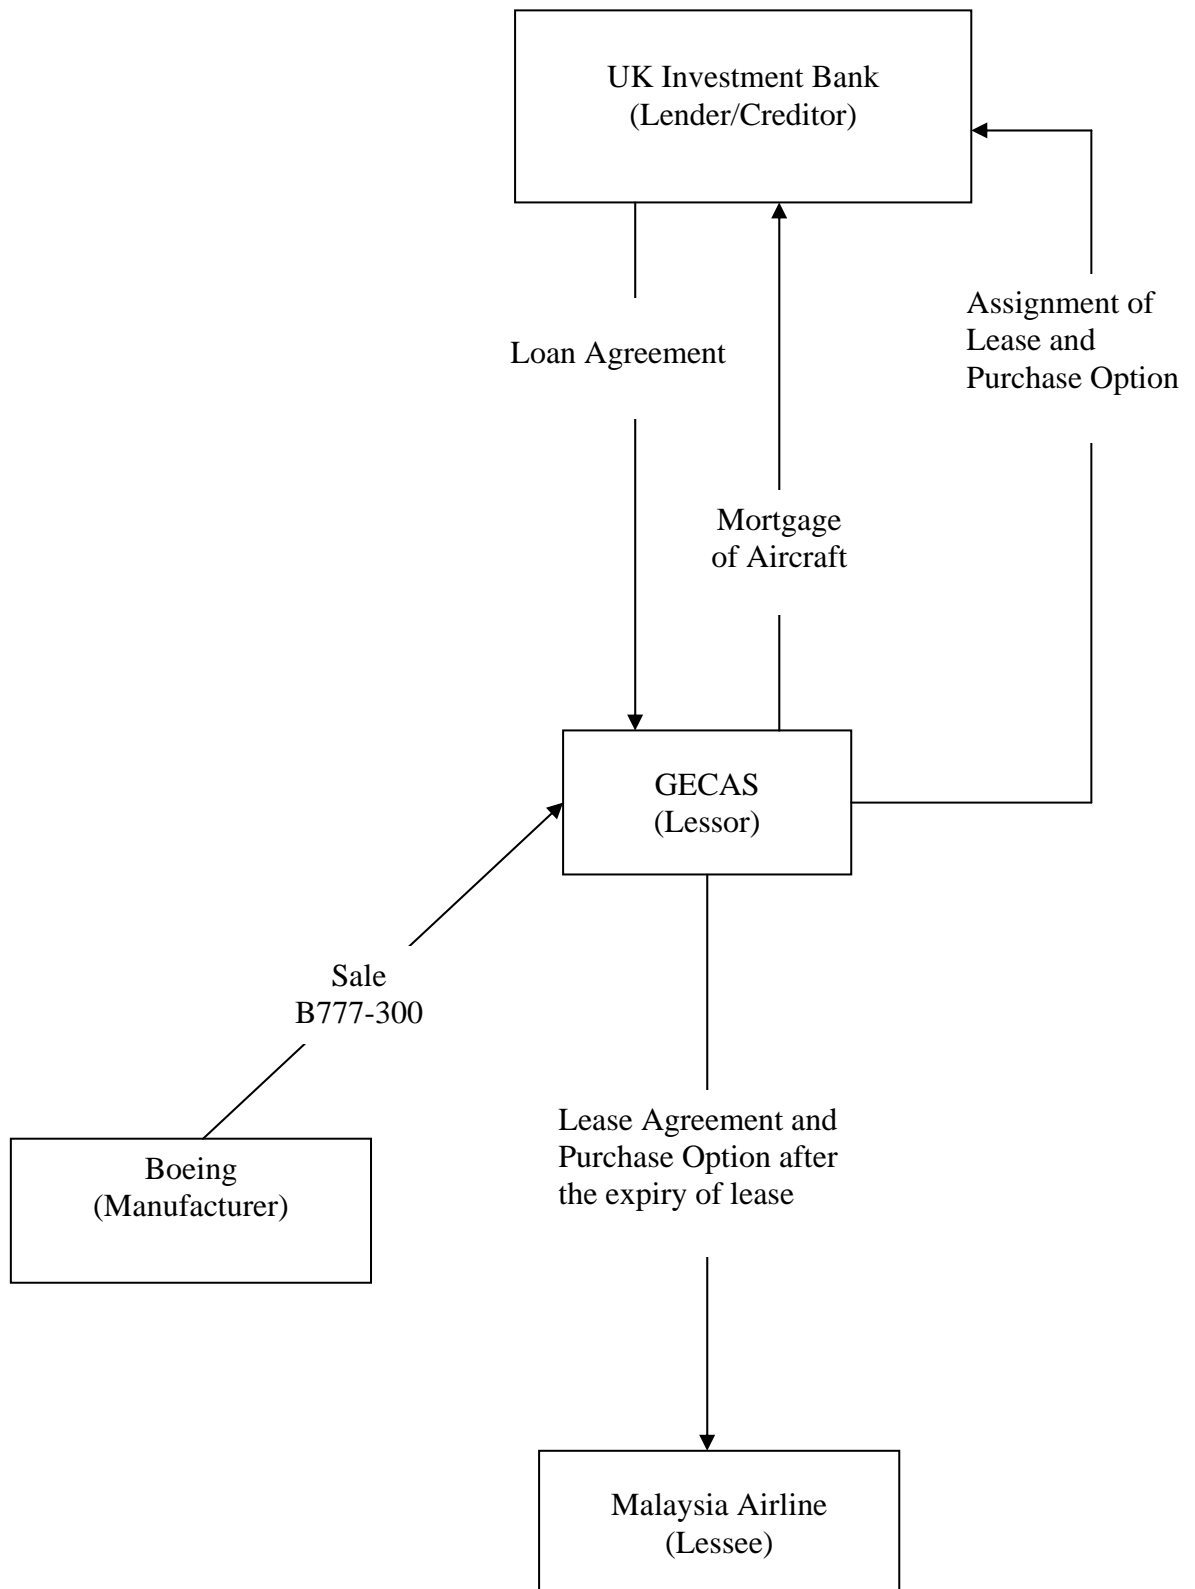 UK Investment Bank
(Lender/Creditor)
Assignment of
Lease and
Purchase Option
Loan Agreement
Mortgage
of Aircraft
GECAS
(Lessor)
Sale
B777-300
Lease Agreement and
Purchase Option after
the expiry of lease
Boeing
(Manufacturer)
Malaysia Airline
(Lessee)